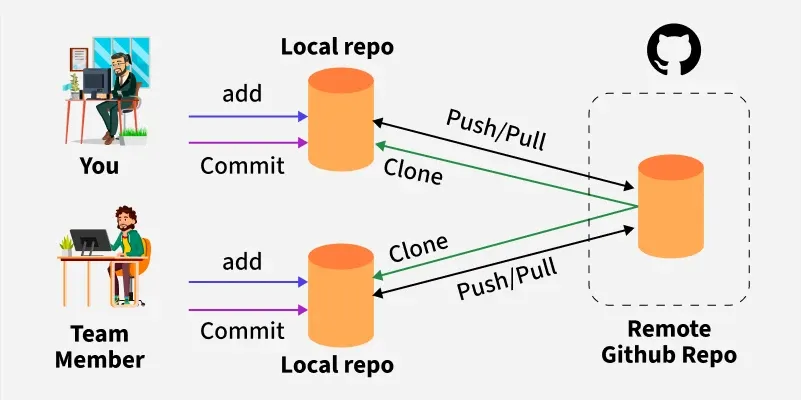 Local repo
add
Commit
You
Push/Pull
Clone
Clone
Push/Pull
add
Commit
Team
Member
Local repo
Remote
Github Repo